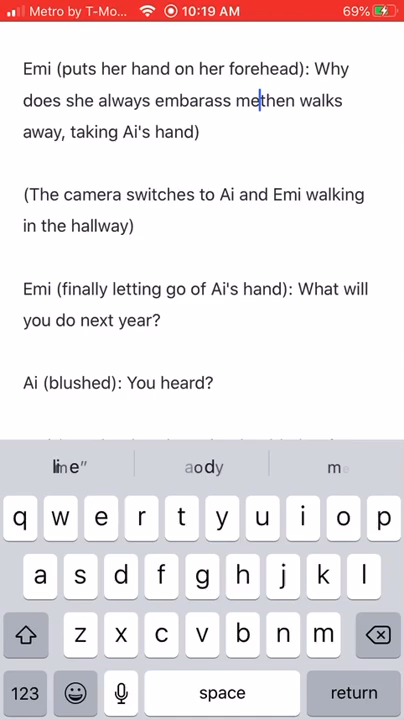 Metro by T-Mo... 10:19 AM 69%
Emi (puts her hand on her forehead): Why
does she always embarass methen walks
away, taking Ai's hand)
(The camera switches to Ai and Emi walking
in the hallway)
Emi (finally letting go of Ai's hand): What will
you do next year?
Ai (blushed): You heard?
q w e r t y u i o p
a s d f g h j k l
z x c v b n m
123 space return